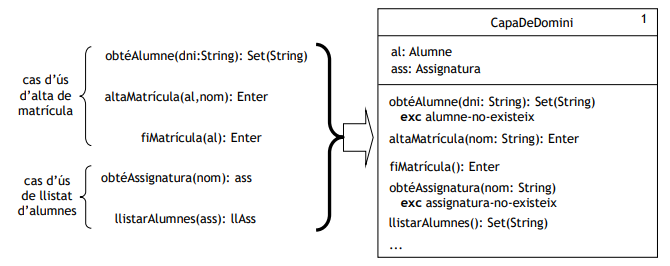 cas d'ús
d'alta de
matrícula
obtéAlumne(dni:String): Set(String)
altaMatrícula(al,nom): Enter
fiMatrícula(al): Enter
cas d'ús
de llistat
d'alumnes
obtéAssignatura(nom): ass
llistarAlumnes(ass): llAss
CapaDeDomini 1
al: Alumne
ass: Assignatura
obtéAlumne(dni: String): Set(String)
exc alumne-no-existeix
altaMatrícula(nom: String): Enter
fiMatrícula(): Enter
obtéAssignatura(nom: String)
exc assignatura-no-existeix
llistarAlumnes(): Set(String)
...